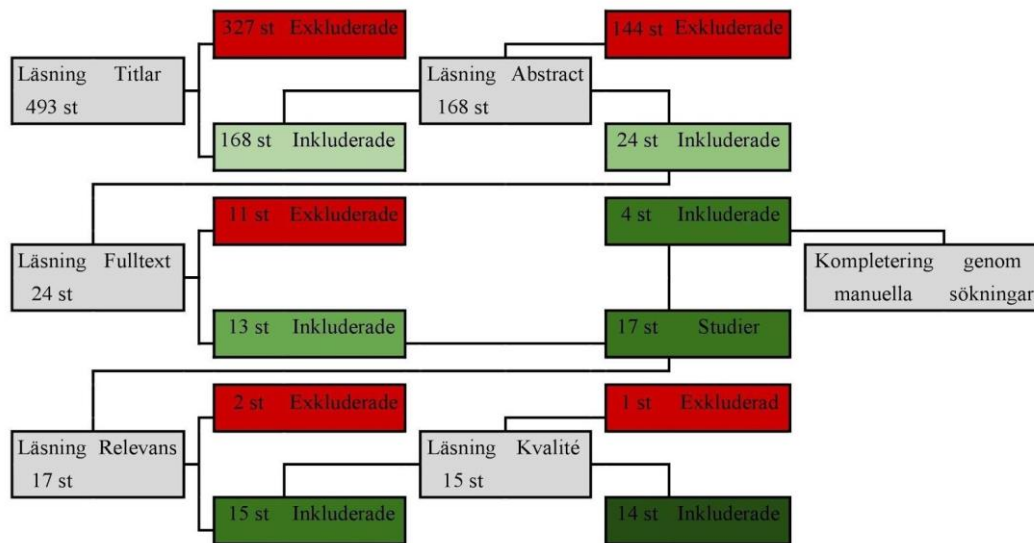 327 st Exkluderade
144 st Exkluderade
Läsning Titlar
493 st
Läsning Abstract
168 st
168 st Inkluderade
24 st Inkluderade
11 st Exkluderade
4 st Inkluderade
Läsning Fulltext
24 st
Kompletering genom
manuella sökningar
13 st Inkluderade
17 st Studier
2 st Exkluderade
1 st Exkluderad
Läsning Relevans
17 st
Läsning Kvalité
15 st
15 st Inkluderade
14 st Inkluderade